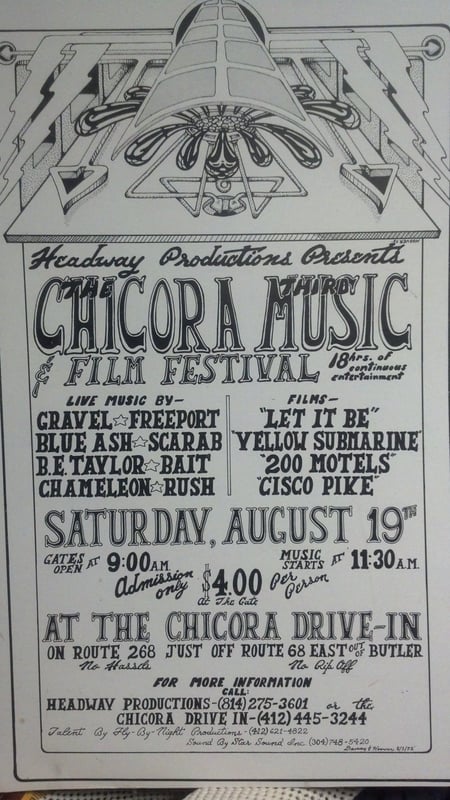 Headway Productions Presents
THE THIRD
CHICORA MUSIC
& FILM FESTIVAL
18 hrs. of
continuous
entertainment
LIVE MUSIC BY-
GRAVEL☆FREEPORT
BLUE ASH☆SCARAB
B.E. TAYLOR☆BAIT
CHAMELEON☆RUSH
FILMS-
"LET IT BE"
"YELLOW SUBMARINE"
"200 MOTELS"
"CISCO PIKE"
SATURDAY, AUGUST 19TH
GATES OPEN AT 9:00 A.M.
MUSIC STARTS AT 11:30 A.M.
Admission only $4.00 Per Person
At The Gate
AT THE CHICORA DRIVE-IN
ON ROUTE 268 JUST OFF ROUTE 68 EAST OUT OF BUTLER
No Hassle No Rip Off
FOR MORE INFORMATION
CALL:
HEADWAY PRODUCTIONS-(814) 275-3601 or the
CHICORA DRIVE IN-(412) 445-3244
Talent By Fly-By-Night Productions-(412) 621-4822
Sound By Star Sound Inc. (304) 748-5420